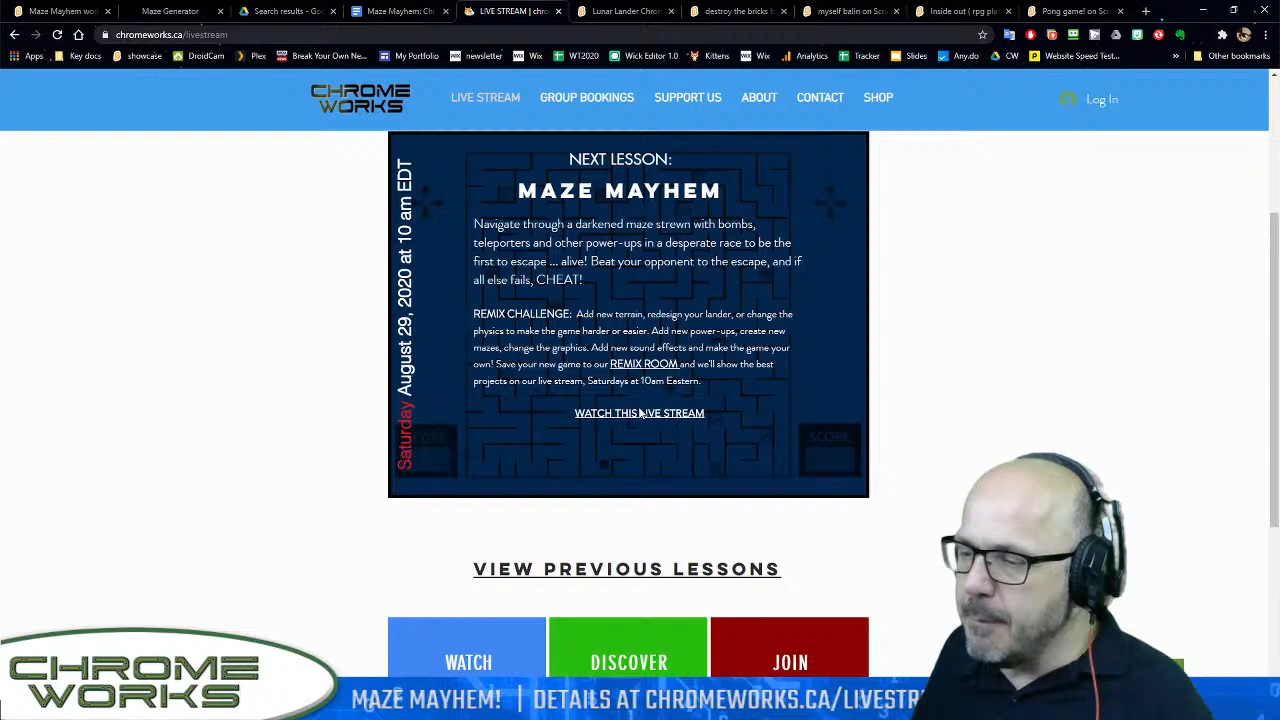 Maze Mayhem work
Maze Generator
Search results - Goo
Maze Mayhem: Ch
LIVE STREAM | chro
Lunar Lander Chrom
destroy the bricks b
myself balin on Scra
Inside out ( rpg plat
Pong game! on Scra
chromeworks.ca/livestream
Apps
Key docs
showcase
DroidCam
Plex
Break Your Own Ne...
My Portfolio
newsletter
Wix
WT2020
Wick Editor 1.0
Kittens
Wix
Analytics
Tracker
Slides
Any.do
CW
Website Speed Test...
Other bookmarks
CHROME
WORKS
LIVE STREAM
GROUP BOOKINGS
SUPPORT US
ABOUT
CONTACT
SHOP
Log In
Saturday August 29, 2020 at 10 am EDT
NEXT LESSON:
MAZE MAYHEM
Navigate through a darkened maze strewn with bombs,
teleporters and other power-ups in a desperate race to be the
first to escape ... alive! Beat your opponent to the escape, and if
all else fails, CHEAT!
REMIX CHALLENGE: Add new terrain, redesign your lander, or change the
physics to make the game harder or easier. Add new power-ups, create new
mazes, change the graphics. Add new sound effects and make the game your
own! Save your new game to our REMIX ROOM and we'll show the best
projects on our live stream, Saturdays at 10am Eastern.
WATCH THIS LIVE STREAM
SCORE
SCORE
VIEW PREVIOUS LESSONS
WATCH
DISCOVER
JOIN
CHROME
WORKS
MAZE MAYHEM! | DETAILS AT CHROMEWORKS.CA/LIVESTRE